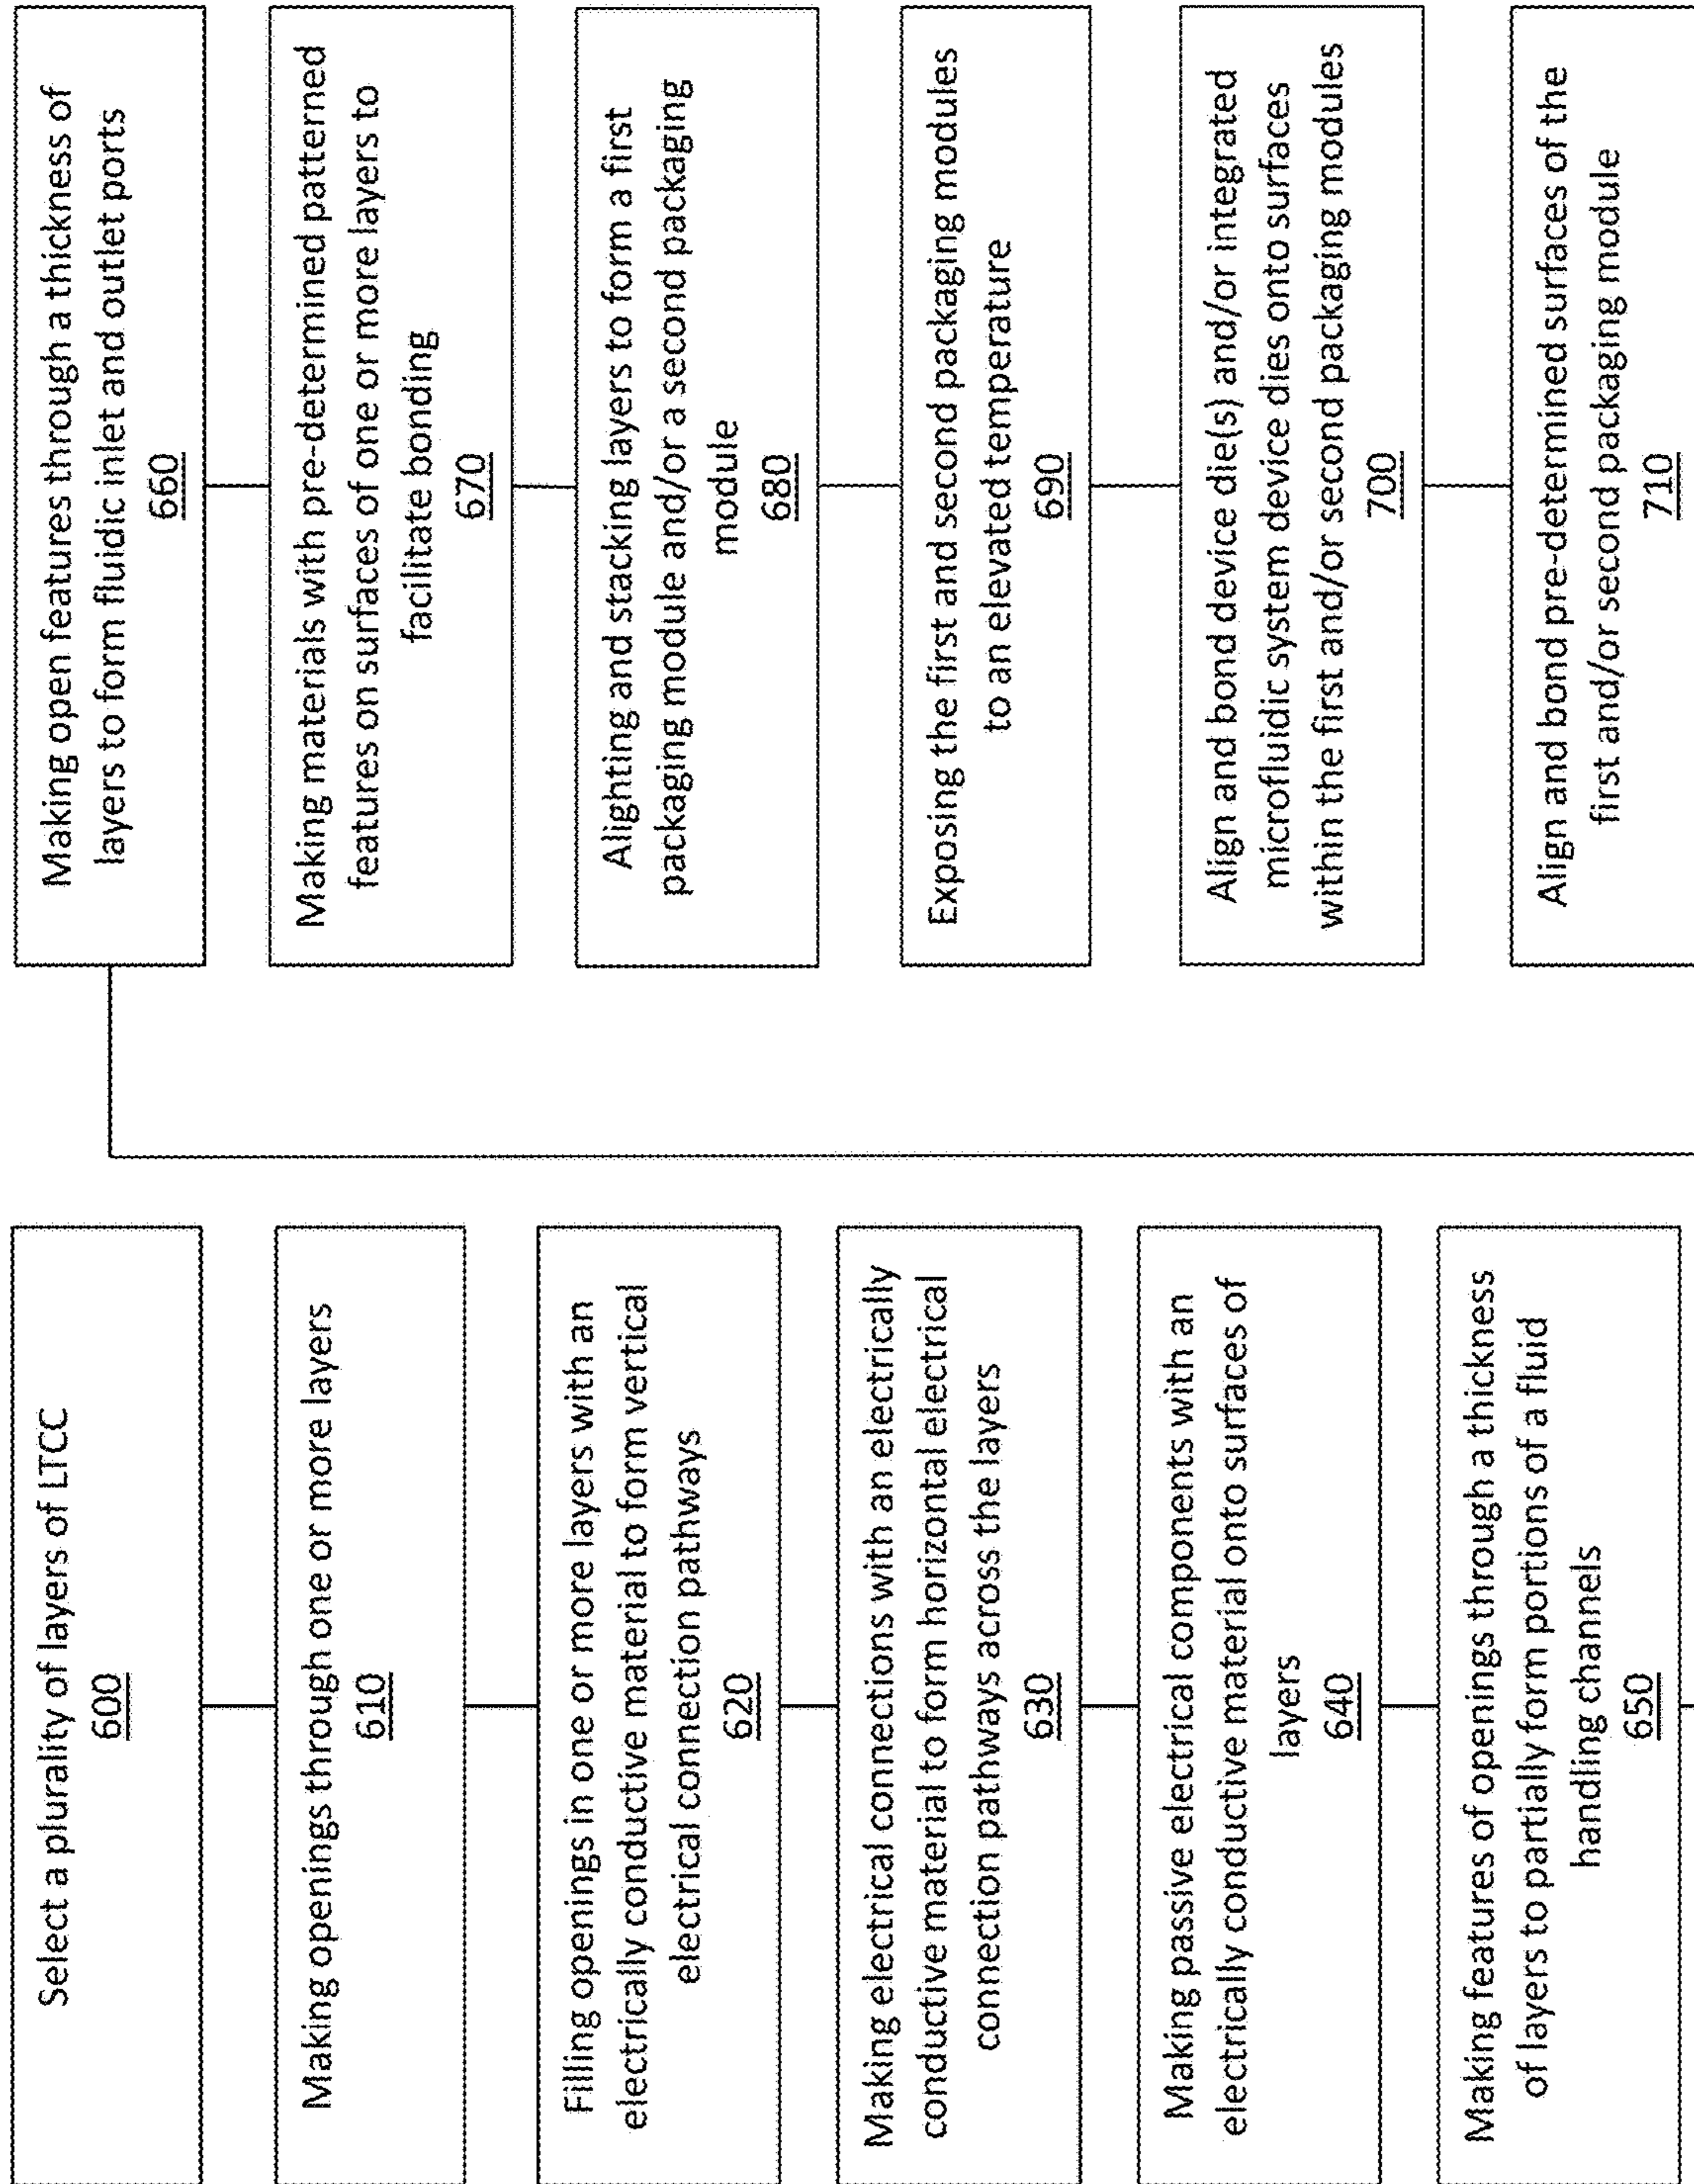 Select a plurality of layers of LTCC
600
Making openings through one or more layers
610
Filling openings in one or more layers with an
electrically conductive material to form vertical
electrical connection pathways
620
Making electrical connections with an electrically
conductive material to form horizontal electrical
connection pathways across the layers
630
Making passive electrical components with an
electrically conductive material onto surfaces of
layers
640
Making features of openings through a thickness
of layers to partially form portions of a fluid
handling channels
650
Making open features through a thickness of
layers to form fluidic inlet and outlet ports
660
Making materials with pre-determined patterned
features on surfaces of one or more layers to
facilitate bonding
670
Alighting and stacking layers to form a first
packaging module and/or a second packaging
module
680
Exposing the first and second packaging modules
to an elevated temperature
690
Align and bond device die(s) and/or integrated
microfluidic system device dies onto surfaces
within the first and/or second packaging modules
700
Align and bond pre-determined surfaces of the
first and/or second packaging module
710